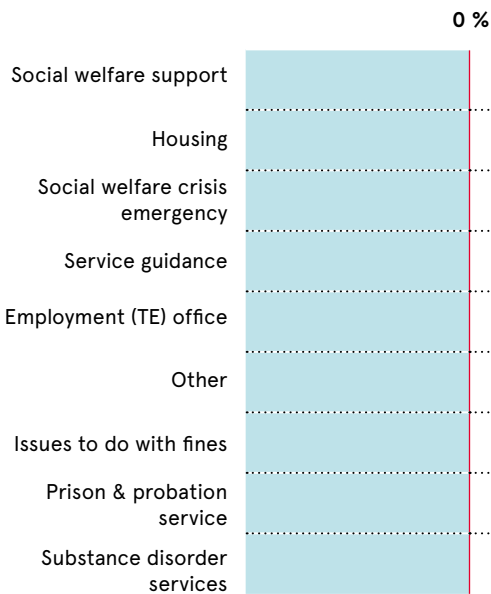 0 %
Social welfare support
Housing
Social welfare crisis
emergency
Service guidance
Employment (TE) office
Other
Issues to do with fines
Prison & probation
service
Substance disorder
services